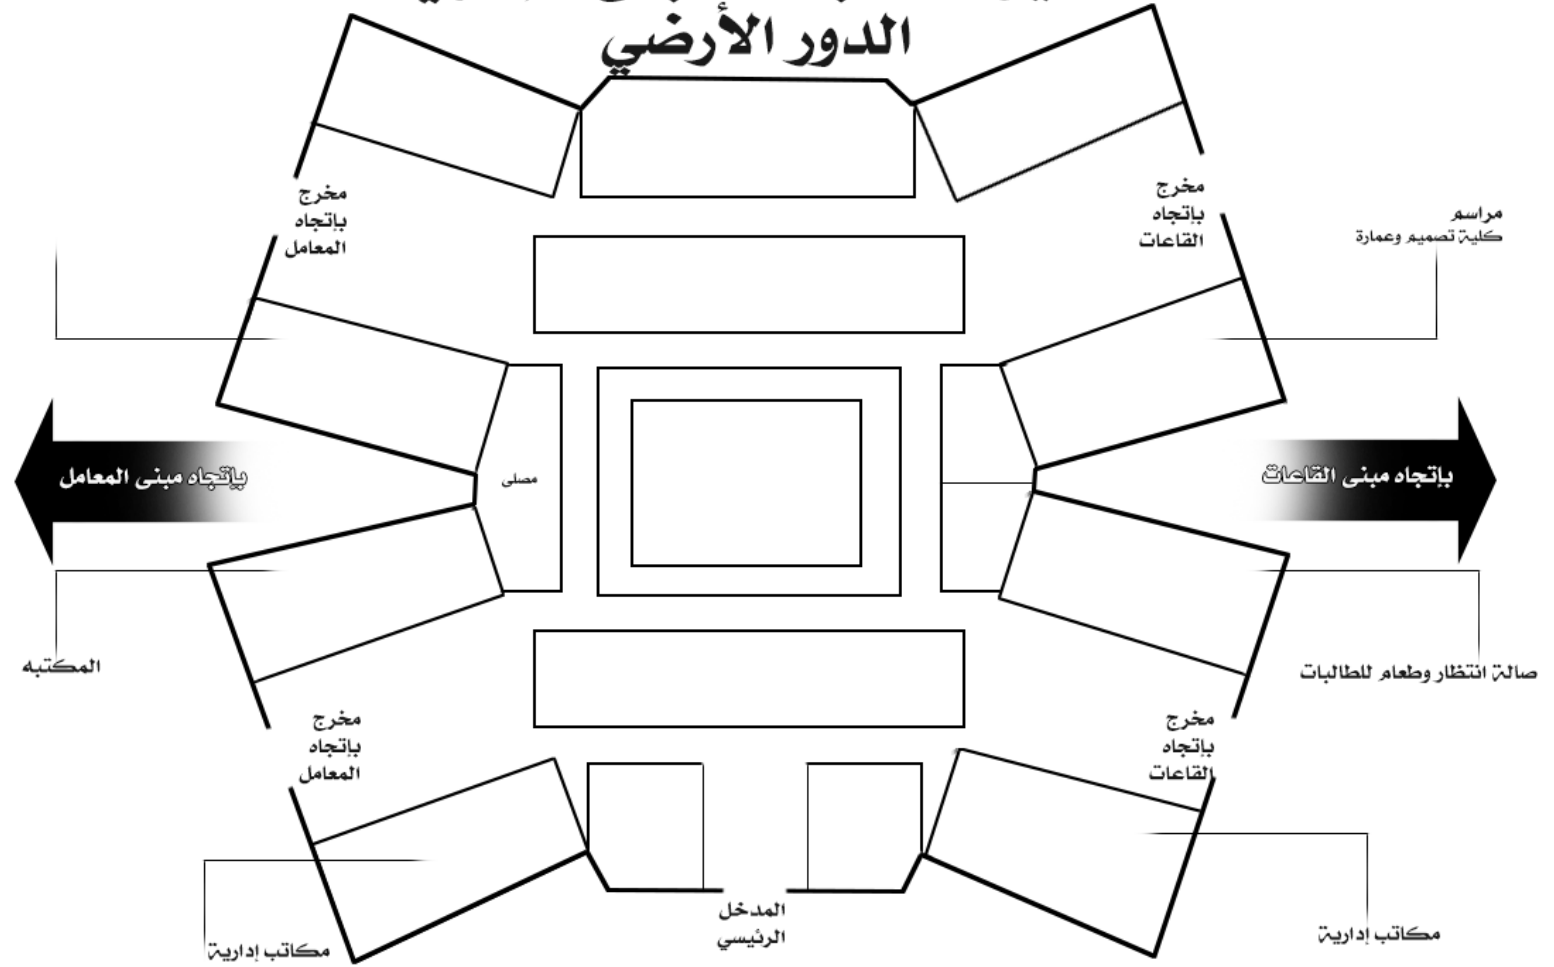 الدور الأرضي
مخرج
بإتجاه
القاعات
مخرج
بإتجاه
المعامل
مراسم
كلية تصميم وعمارة
بإتجاه مبنى القاعات
مصلى
بإتجاه مبنى المعامل
صالة انتظار وطعام للطالبات
المكتبه
مخرج
بإتجاه
القاعات
مخرج
بإتجاه
المعامل
المدخل
الرئيسي
مكاتب إدارية
مكاتب إدارية